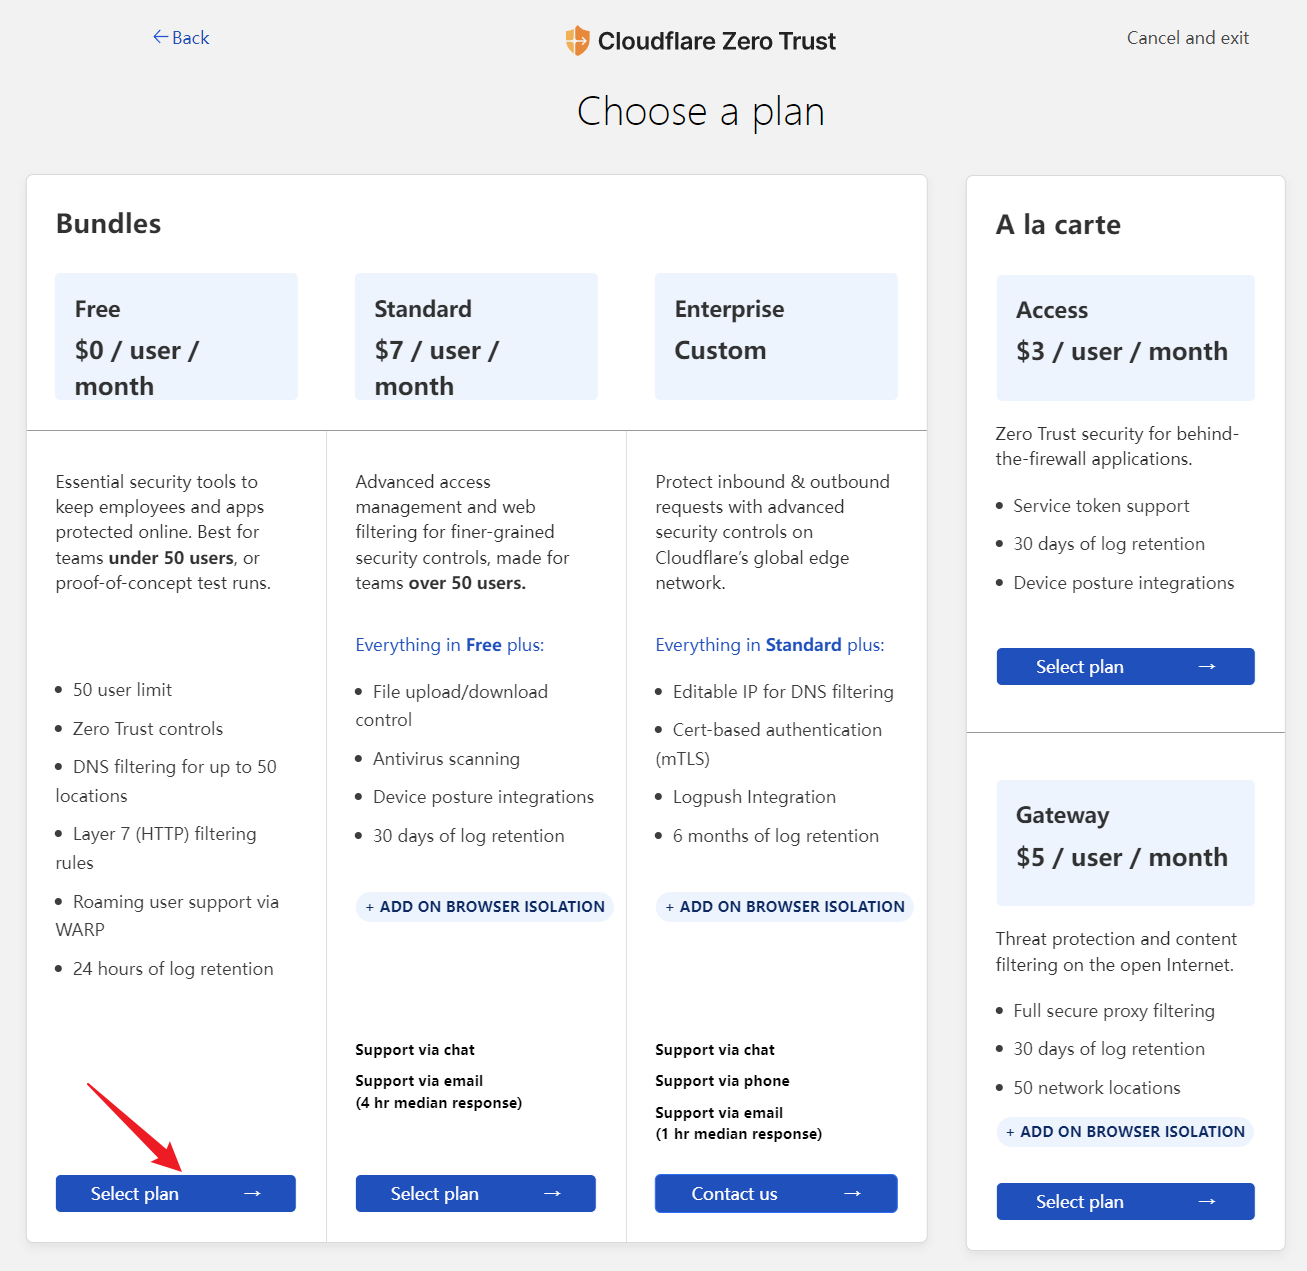 ←Back
Cloudflare Zero Trust
Cancel and exit
Choose a plan
Bundles
Free
$0 / user /
month
Standard
$7 / user /
month
Enterprise
Custom
Essential security tools to
keep employees and apps
protected online. Best for
teams under 50 users, or
proof-of-concept test runs.
• 50 user limit
• Zero Trust controls
• DNS filtering for up to 50
locations
• Layer 7 (HTTP) filtering
rules
• Roaming user support via
WARP
• 24 hours of log retention
Select plan →
Advanced access
management and web
filtering for finer-grained
security controls, made for
teams over 50 users.
Everything in Free plus:
• File upload/download
control
• Antivirus scanning
• Device posture integrations
• 30 days of log retention
+ ADD ON BROWSER ISOLATION
Support via chat
Support via email
(4 hr median response)
Select plan →
Protect inbound & outbound
requests with advanced
security controls on
Cloudflare’s global edge
network.
Everything in Standard plus:
• Editable IP for DNS filtering
• Cert-based authentication
(mTLS)
• Logpush Integration
• 6 months of log retention
+ ADD ON BROWSER ISOLATION
Support via chat
Support via phone
Support via email
(1 hr median response)
Contact us →
A la carte
Access
$3 / user / month
Zero Trust security for behind-
the-firewall applications.
• Service token support
• 30 days of log retention
• Device posture integrations
Select plan →
Gateway
$5 / user / month
Threat protection and content
filtering on the open Internet.
• Full secure proxy filtering
• 30 days of log retention
• 50 network locations
+ ADD ON BROWSER ISOLATION
Select plan →